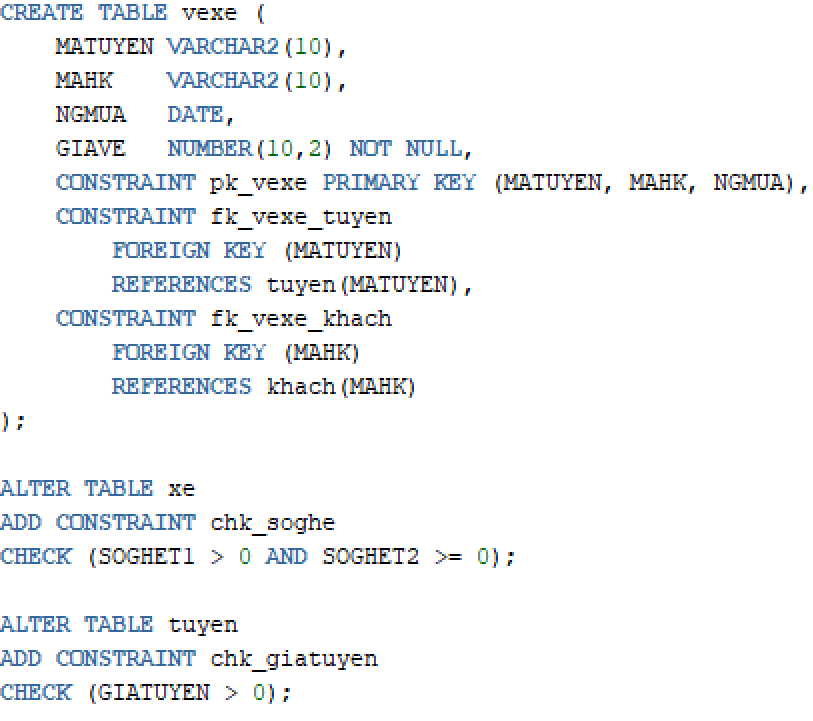 CREATE TABLE vexe (
    MATUYEN VARCHAR2(10),
    MAHK    VARCHAR2(10),
    NGMUA   DATE,
    GIAVE   NUMBER(10,2) NOT NULL,
    CONSTRAINT pk_vexe PRIMARY KEY (MATUYEN, MAHK, NGMUA),
    CONSTRAINT fk_vexe_tuyen
        FOREIGN KEY (MATUYEN)
        REFERENCES tuyen(MATUYEN),
    CONSTRAINT fk_vexe_khach
        FOREIGN KEY (MAHK)
        REFERENCES khach(MAHK)
);

ALTER TABLE xe
ADD CONSTRAINT chk_soghe
CHECK (SOGHET1 > 0 AND SOGHET2 >= 0);

ALTER TABLE tuyen
ADD CONSTRAINT chk_giatuyen
CHECK (GIATUYEN > 0);